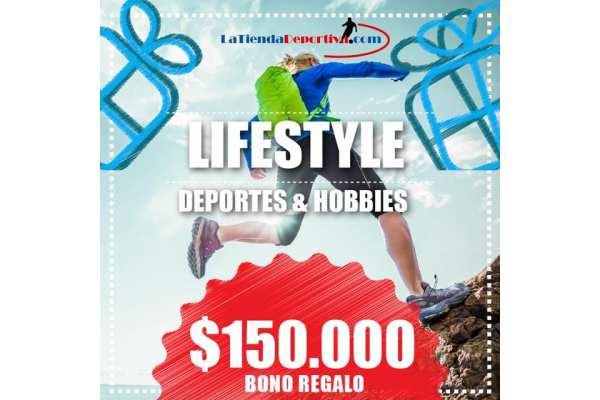 LaTiendaDeportiva.com
LIFESTYLE
DEPORTES & HOBBIES
$150.000
BONO REGALO